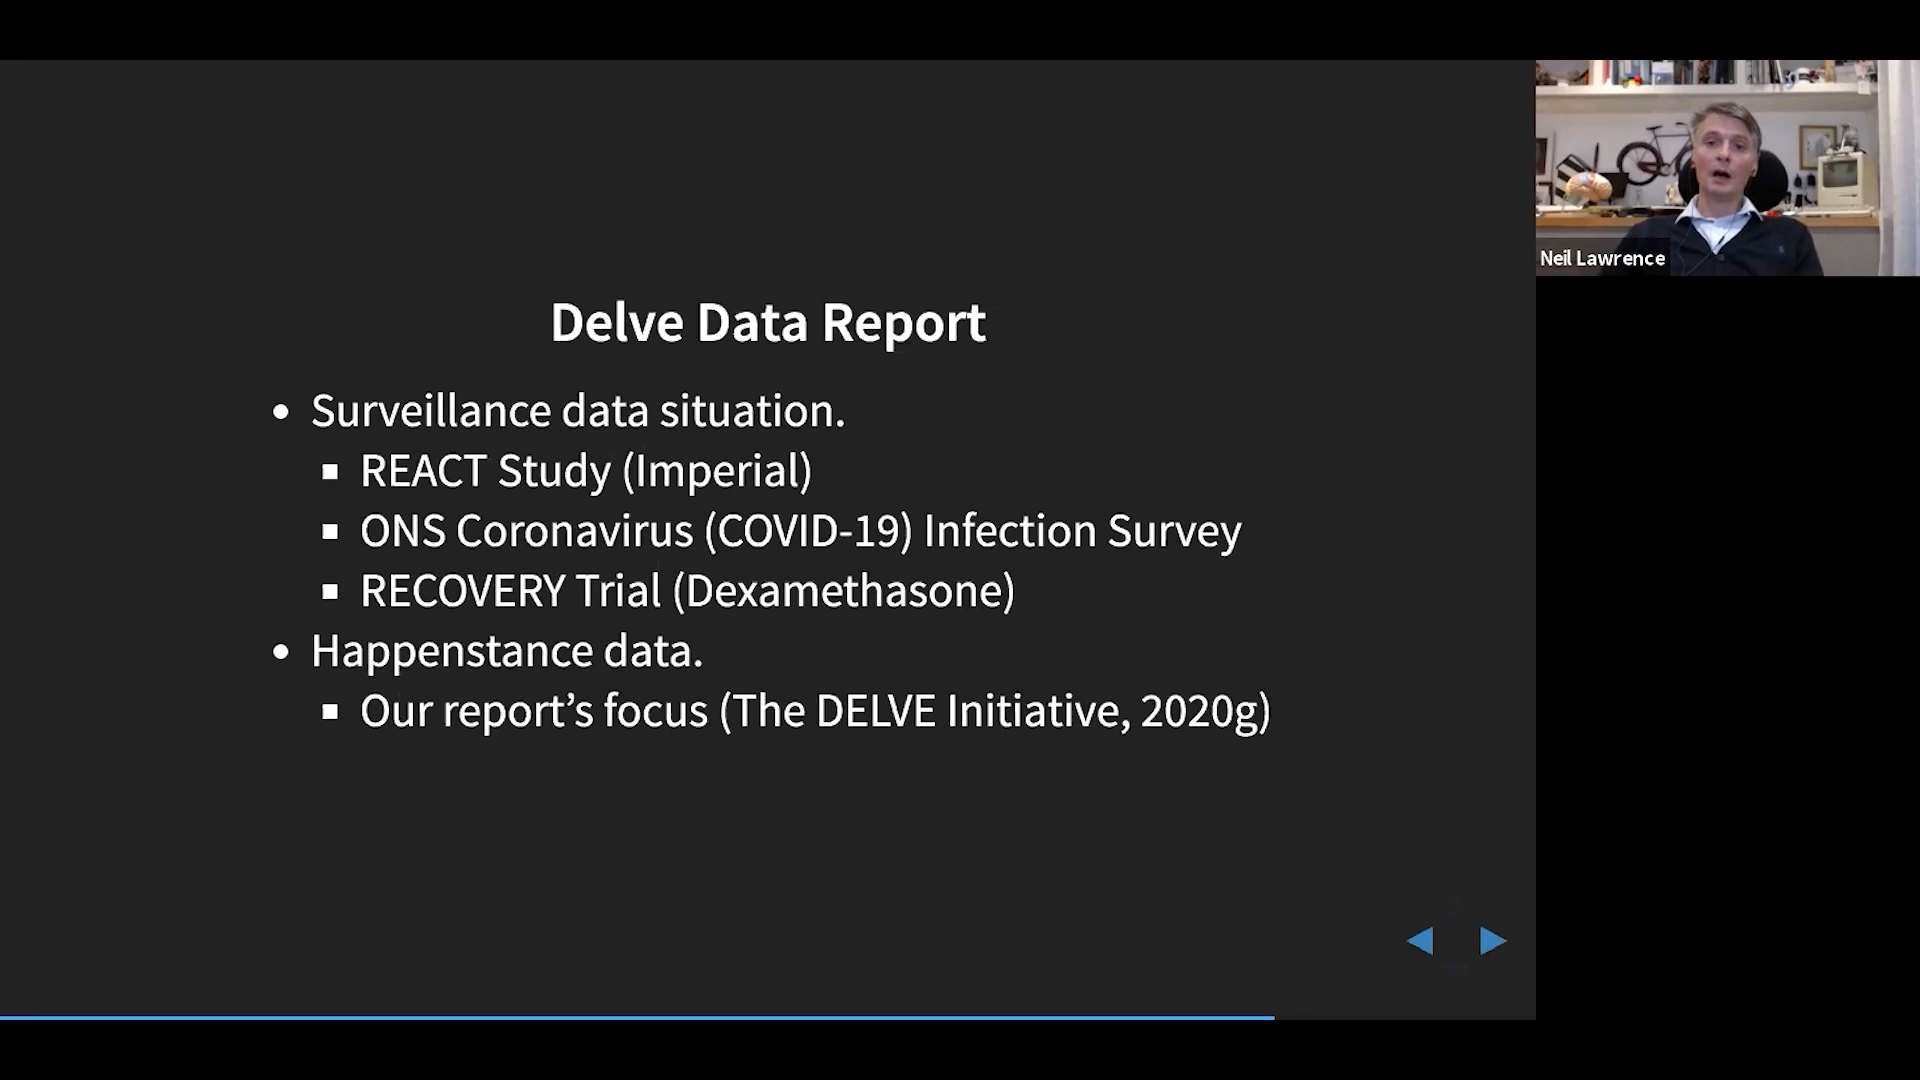 Delve Data Report
Surveillance data situation.
REACT Study (Imperial)
ONS Coronavirus (COVID-19) Infection Survey
RECOVERY Trial (Dexamethasone)
Happenstance data.
Our report’s focus (The DELVE Initiative, 2020g)
Neil Lawrence